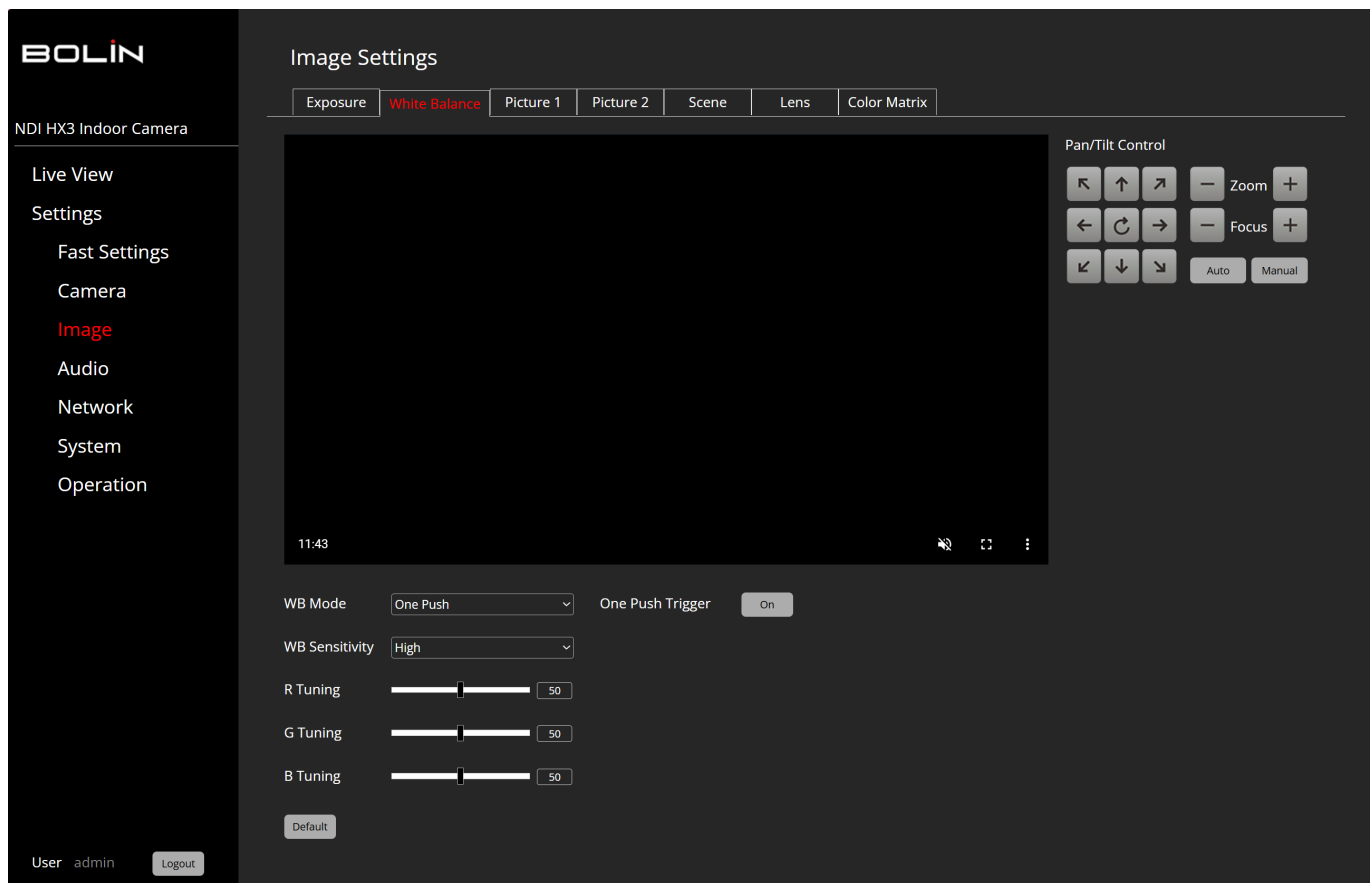 BOLIN
NDI HX3 Indoor Camera
Live View
Settings
Fast Settings
Camera
Image
Audio
Network
System
Operation
User admin
Logout
Image Settings
Exposure White Balance Picture 1 Picture 2 Scene Lens Color Matrix
11:43
Pan/Tilt Control
Zoom
Focus
Auto Manual
WB Mode One Push One Push Trigger On
WB Sensitivity High
R Tuning 50
G Tuning 50
B Tuning 50
Default